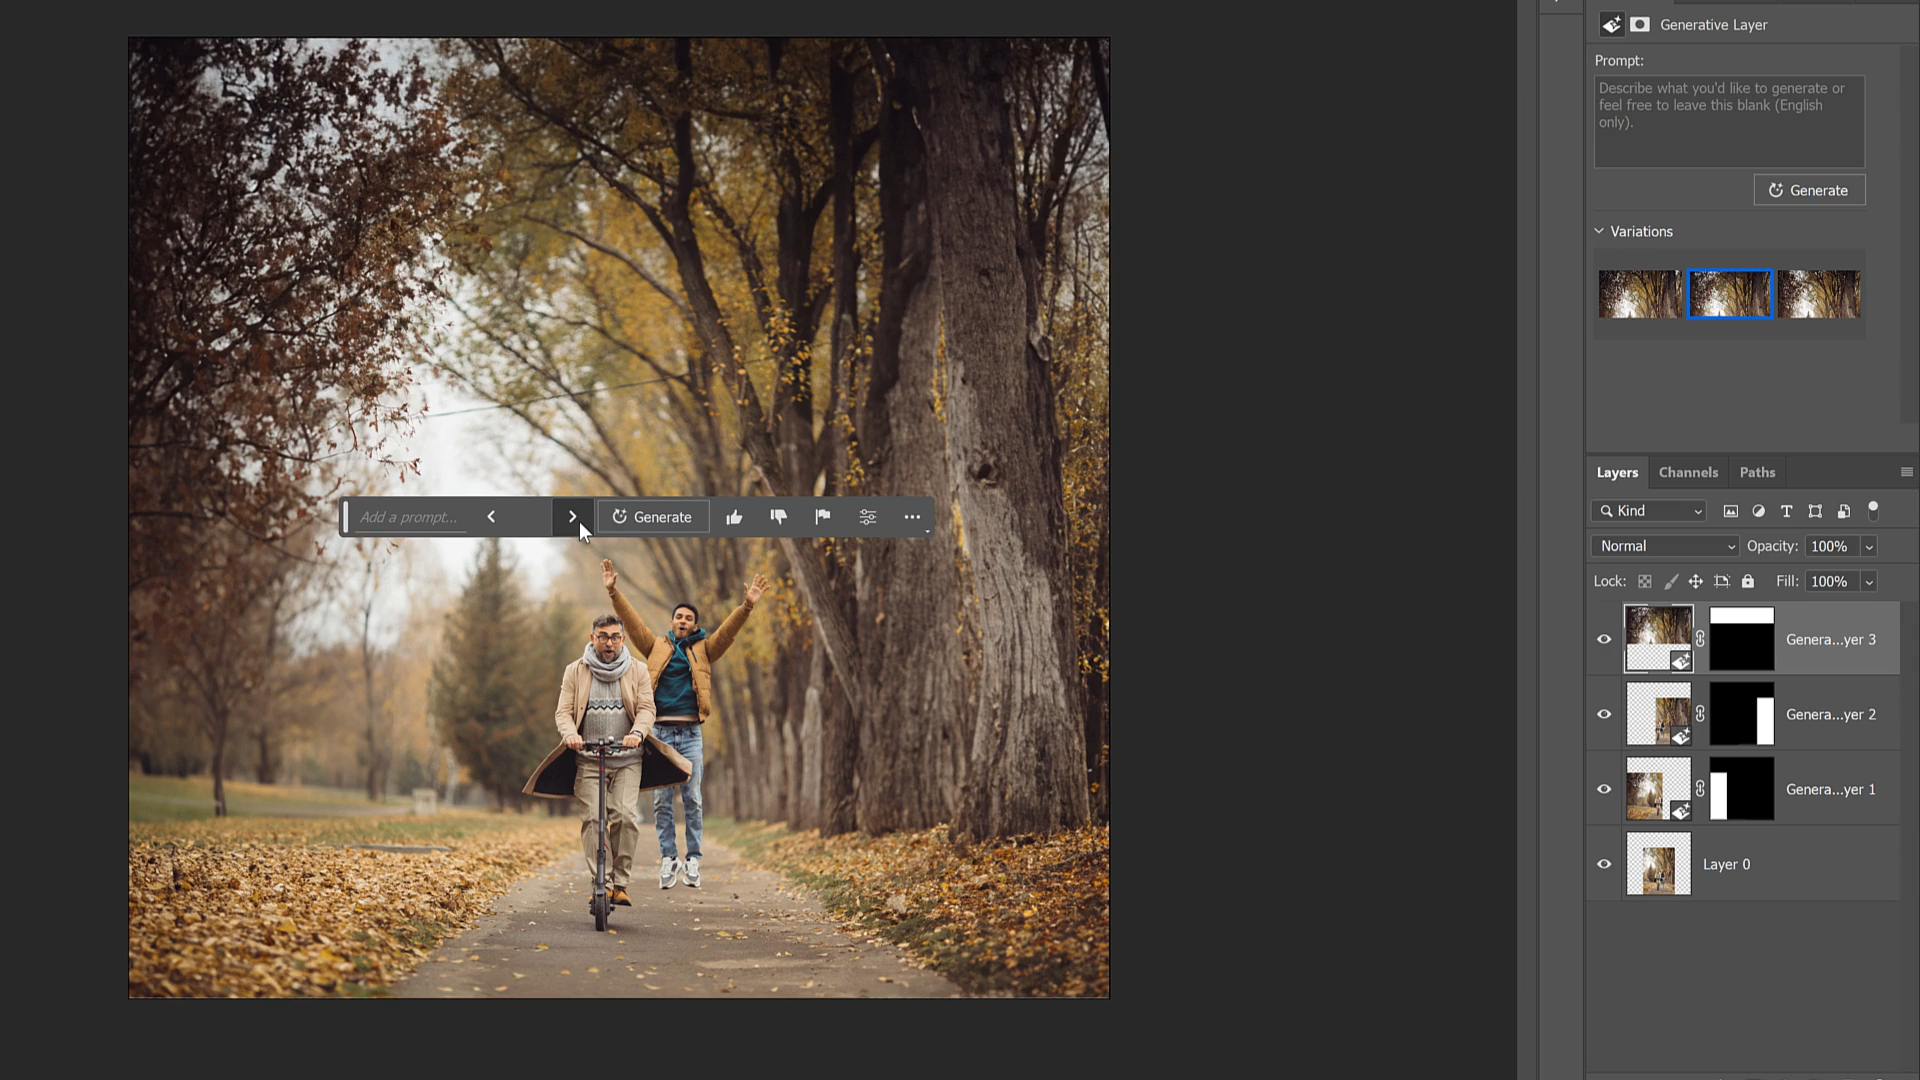 Generative Layer
Prompt:
Describe what you'd like to generate or
feel free to leave this blank (English
only).
Generate
Variations
Add a prompt...
Generate
Layers Channels Paths
Kind
Normal Opacity: 100%
Lock: Fill: 100%
Genera...yer 3
Genera...yer 2
Genera...yer 1
Layer 0